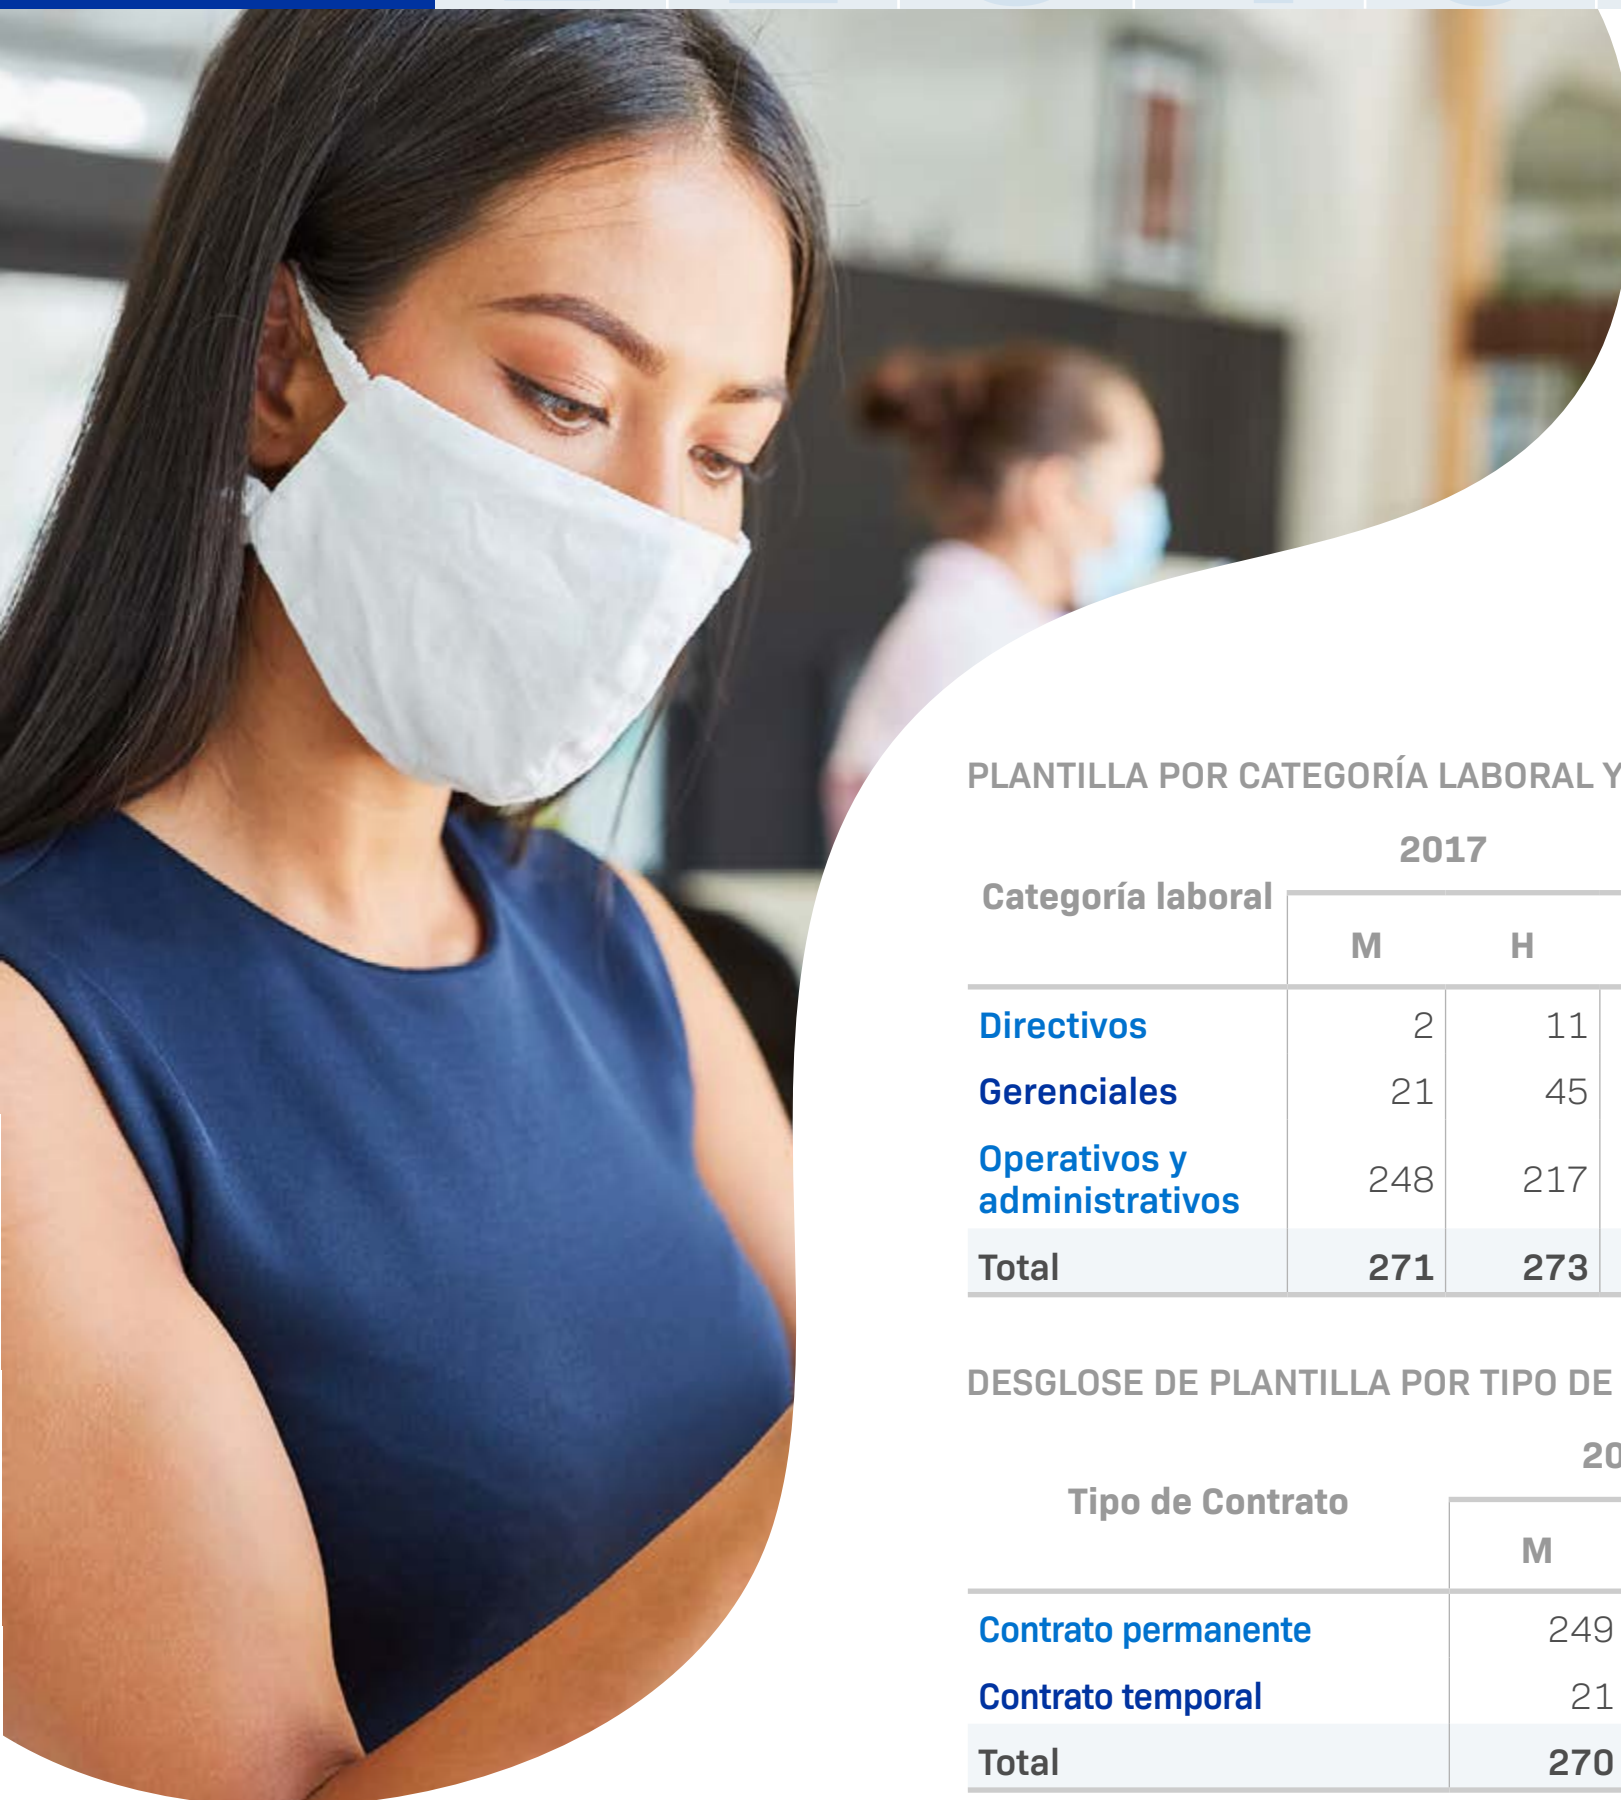 PLANTILLA POR CATEGORÍA LABORAL Y
2017
Categoría laboral
M H
Directivos 2 11
Gerenciales 21 45
Operativos y
administrativos 248 217
Total 271 273
DESGLOSE DE PLANTILLA POR TIPO DE
20
Tipo de Contrato
M
Contrato permanente 249
Contrato temporal 21
Total 270